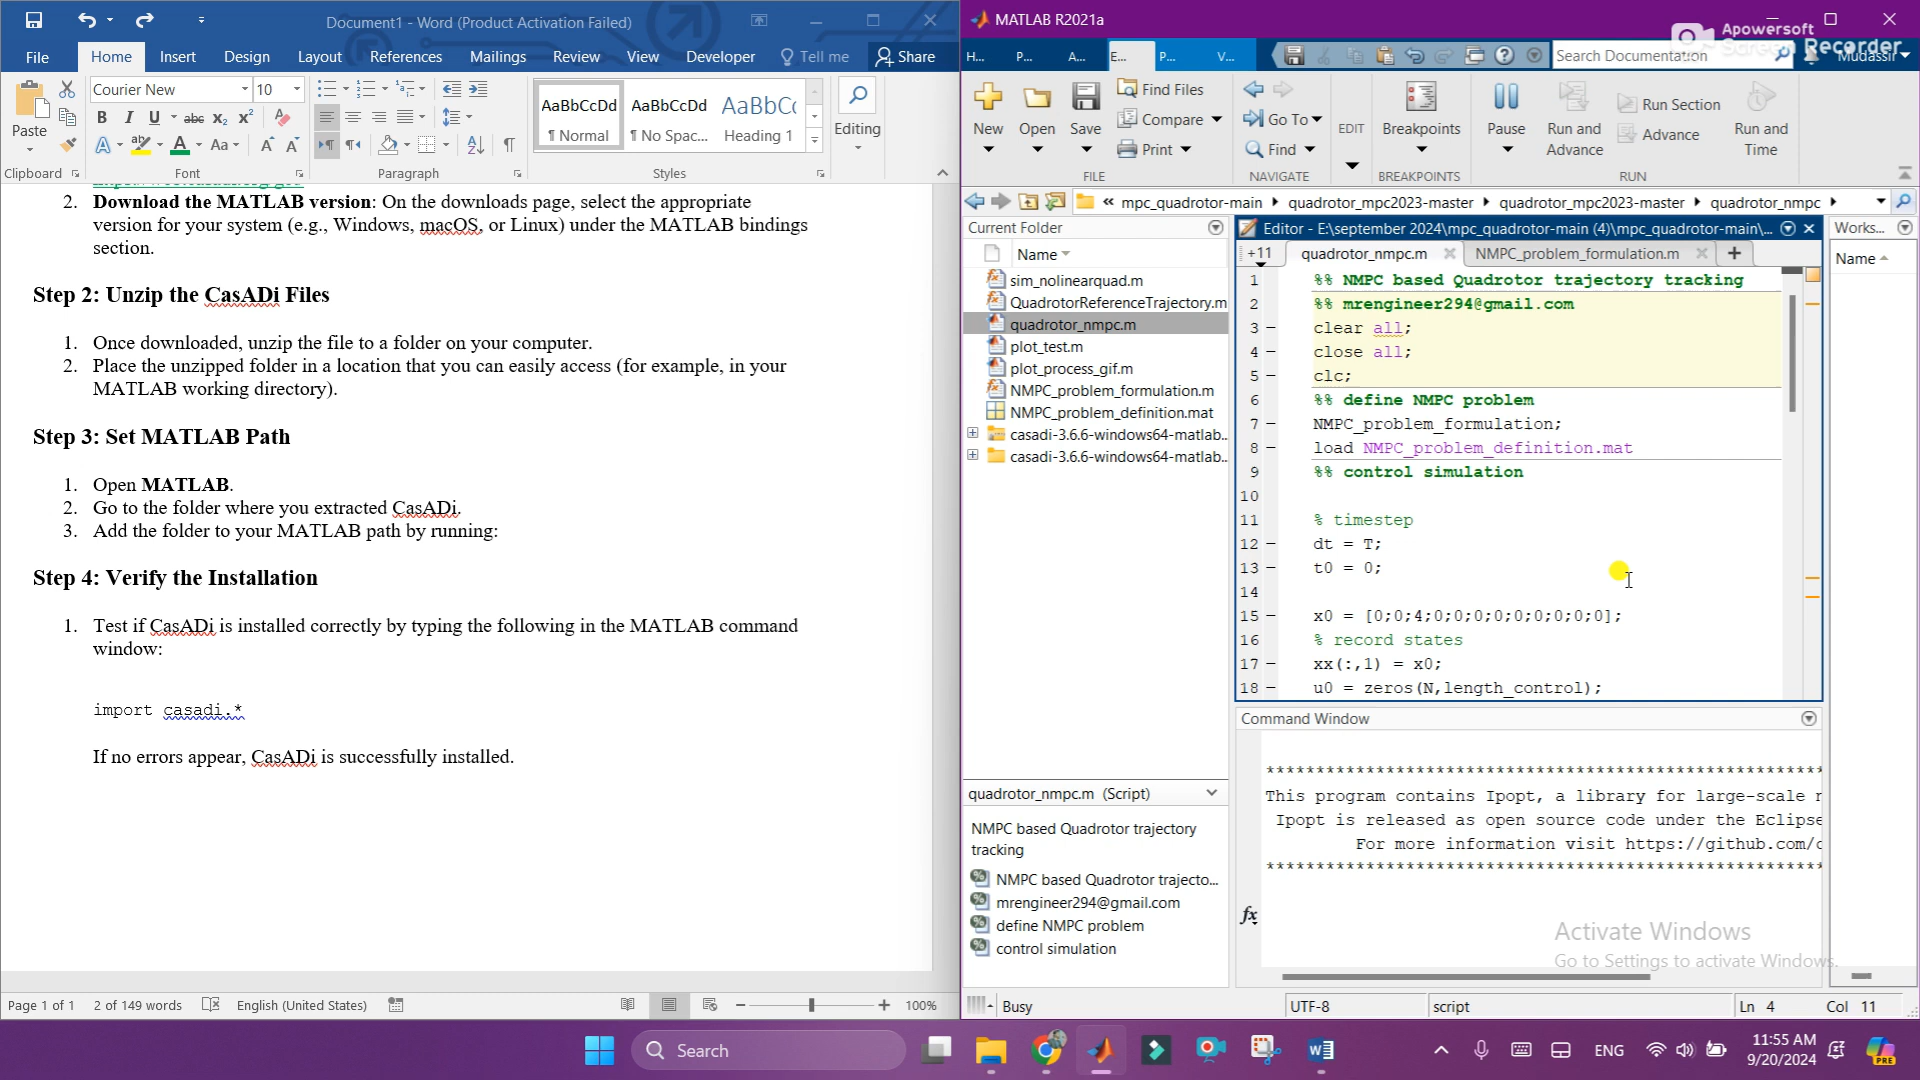 Document1 - Word (Product Activation Failed)
File
Home
Insert
Design
Layout
References
Mailings
Review
View
Developer
Tell me
Share
Paste
Clipboard
Courier New
10
Font
Paragraph
AaBbCcDd
¶ Normal
AaBbCcDd
¶ No Spac...
AaBbCc
Heading 1
Styles
Editing
2. Download the MATLAB version: On the downloads page, select the appropriate
version for your system (e.g., Windows, macOS, or Linux) under the MATLAB bindings
section.
Step 2: Unzip the CasADi Files
1. Once downloaded, unzip the file to a folder on your computer.
2. Place the unzipped folder in a location that you can easily access (for example, in your
MATLAB working directory).
Step 3: Set MATLAB Path
1. Open MATLAB.
2. Go to the folder where you extracted CasADi.
3. Add the folder to your MATLAB path by running:
Step 4: Verify the Installation
1. Test if CasADi is installed correctly by typing the following in the MATLAB command
window:
import casadi.*
If no errors appear, CasADi is successfully installed.
Page 1 of 1
2 of 149 words
English (United States)
100%
MATLAB R2021a
Apowersoft
Screen Recorder
H...
P...
A...
E...
P...
V...
Search Documentation
Mudassir
New
Open
Save
Find Files
Compare
Print
FILE
Go To
Find
NAVIGATE
EDIT
Breakpoints
BREAKPOINTS
Pause
Run and
Advance
Run Section
Advance
Run and
Time
RUN
« mpc_quadrotor-main
quadrotor_mpc2023-master
quadrotor_mpc2023-master
quadrotor_nmpc
Current Folder
Name
sim_nolinearquad.m
QuadrotorReferenceTrajectory.m
quadrotor_nmpc.m
plot_test.m
plot_process_gif.m
NMPC_problem_formulation.m
NMPC_problem_definition.mat
casadi-3.6.6-windows64-matlab...
casadi-3.6.6-windows64-matlab...
quadrotor_nmpc.m (Script)
NMPC based Quadrotor trajectory
tracking
NMPC based Quadrotor trajecto...
mrengineer294@gmail.com
define NMPC problem
control simulation
Editor - E:\september 2024\mpc_quadrotor-main (4)\mpc_quadrotor-main\...
+11
quadrotor_nmpc.m
NMPC_problem_formulation.m
1 %% NMPC based Quadrotor trajectory tracking
2 %% mrengineer294@gmail.com
3 - clear all;
4 - close all;
5 - clc;
6 %% define NMPC problem
7 - NMPC_problem_formulation;
8 - load NMPC_problem_definition.mat
9 %% control simulation
10
11 % timestep
12 - dt = T;
13 - t0 = 0;
14
15 - x0 = [0;0;4;0;0;0;0;0;0;0;0;0];
16 % record states
17 - xx(:,1) = x0;
18 - u0 = zeros(N,length_control);
Works...
Name
Command Window
******************************************************
This program contains Ipopt, a library for large-scale
Ipopt is released as open source code under the Eclipse
For more information visit https://github.com/
******************************************************
fx
Activate Windows
Go to Settings to activate Windows.
Busy
UTF-8
script
Ln 4
Col 11
Search
ENG
11:55 AM
9/20/2024
PRE